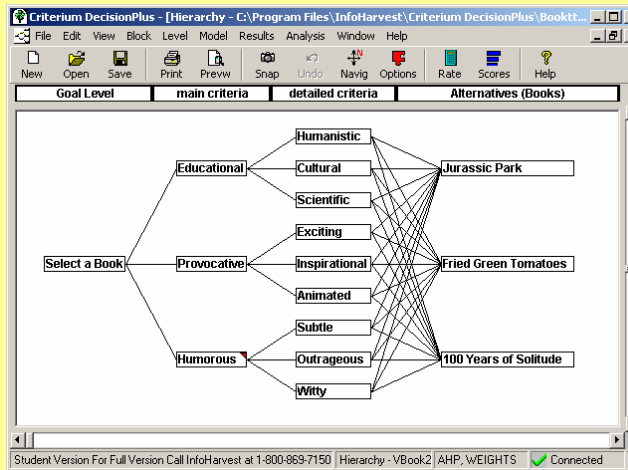 Criterium DecisionPlus - [Hierarchy - C:\Program Files\InfoHarvest\Criterium DecisionPlus\Booktt...
File Edit View Block Level Model Results Analysis Window Help
New Open Save Print Prevw Snap Undo Navig Options Rate Scores Help
Goal Level main criteria detailed criteria Alternatives (Books)
Humanistic
Educational Cultural Jurassic Park
Scientific
Exciting
Select a Book Provocative Inspirational Fried Green Tomatoes
Animated
Subtle
Humorous Outrageous 100 Years of Solitude
Witty
Student Version For Full Version Call InfoHarvest at 1-800-869-7150 Hierarchy - VBook2 AHP, WEIGHTS Connected